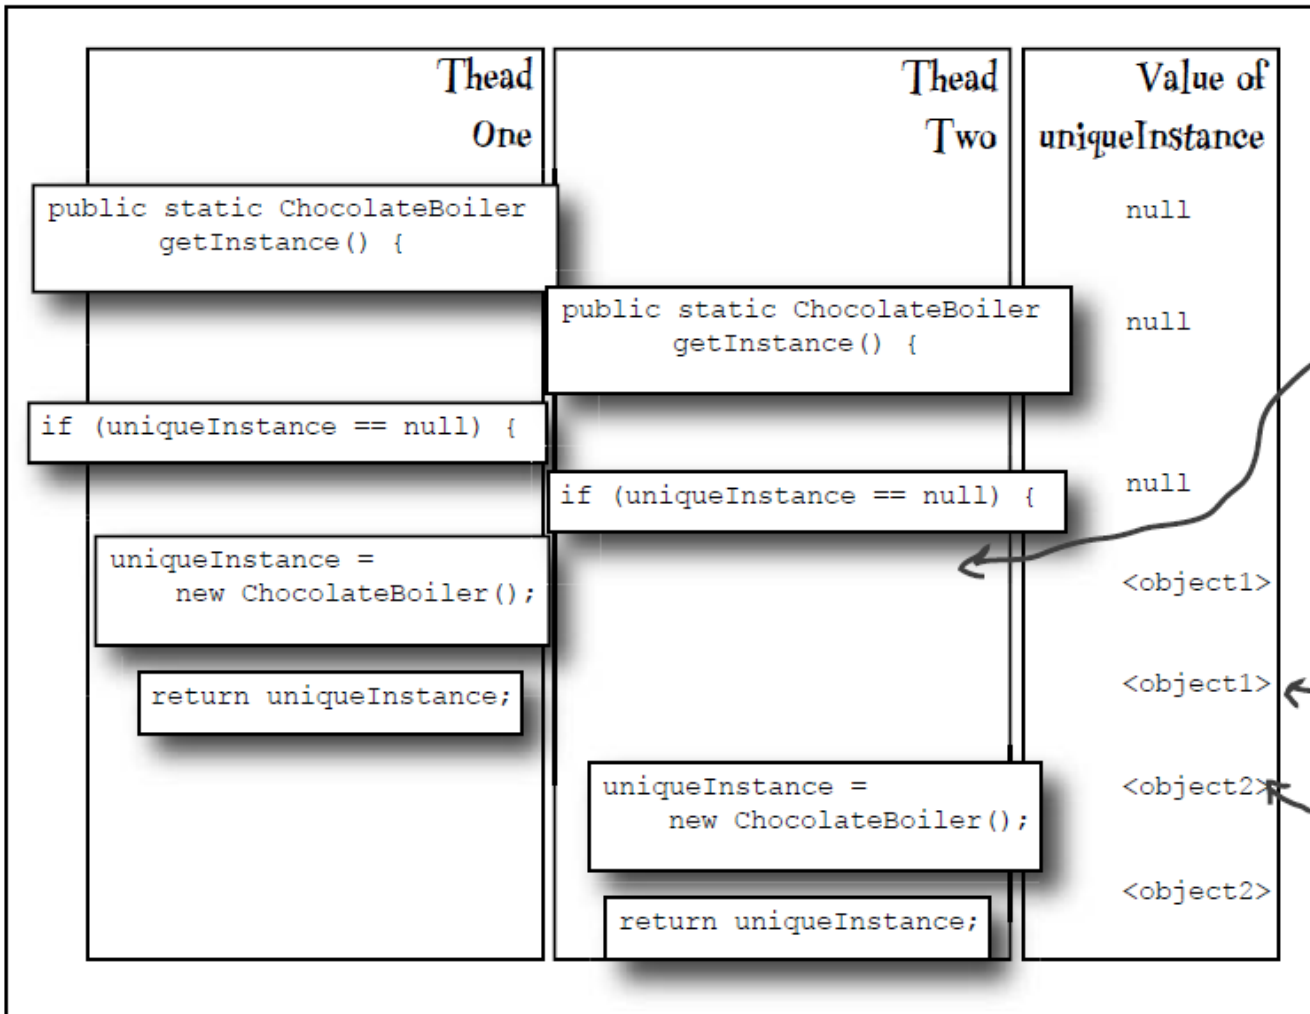 Thead
One
Thead
Two
Value of
uniqueInstance
public static ChocolateBoiler
getInstance() {
null
public static ChocolateBoiler
getInstance() {
null
if (uniqueInstance == null) {
if (uniqueInstance == null) {
null
uniqueInstance =
new ChocolateBoiler();
<object1>
return uniqueInstance;
<object1>
uniqueInstance =
new ChocolateBoiler();
<object2>
return uniqueInstance;
<object2>